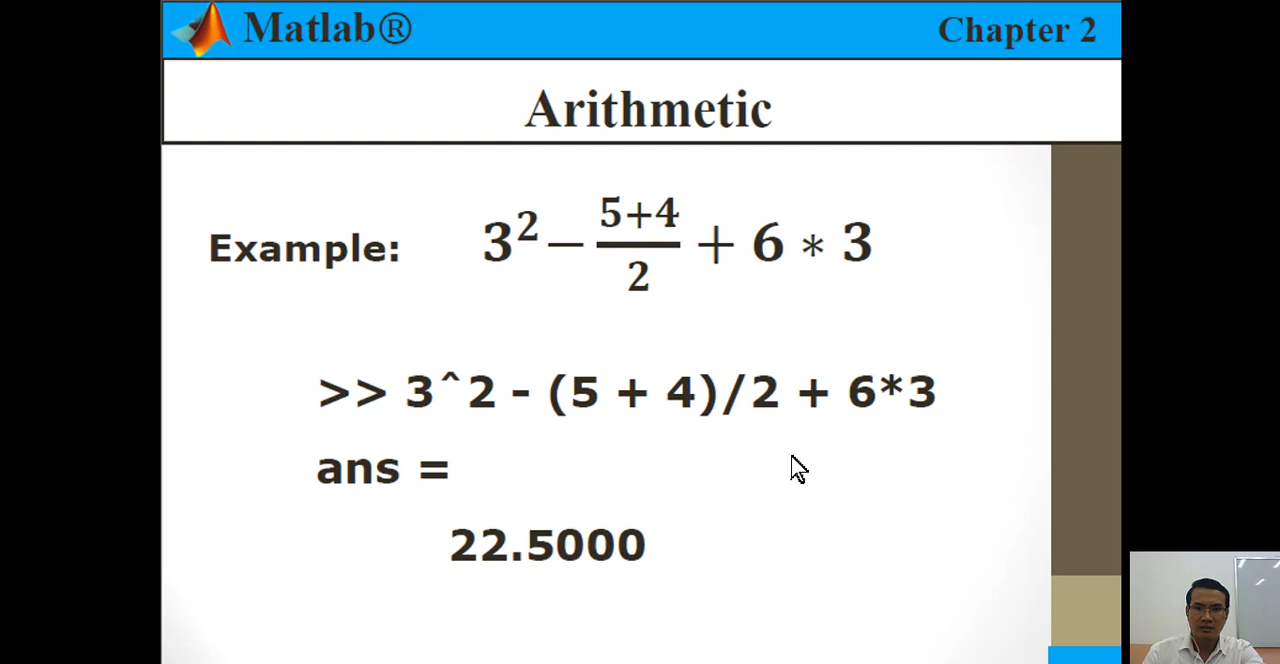 Matlab®
Chapter 2
Arithmetic
Example: 3² − (5+4)/2 + 6 * 3
>> 3^2 - (5 + 4)/2 + 6*3
ans =
22.5000